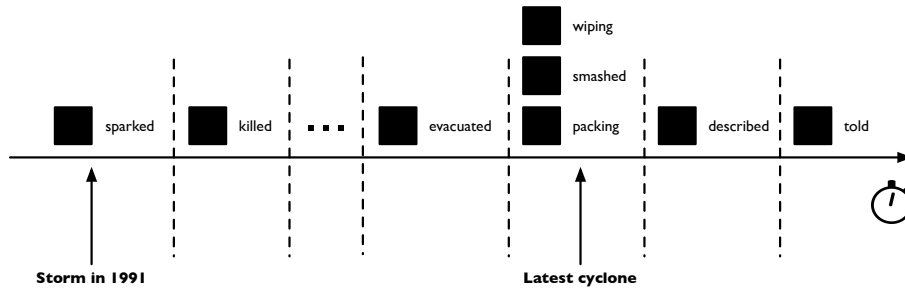 wiping
smashed
sparked killed ... evacuated packing described told
Storm in 1991 Latest cyclone